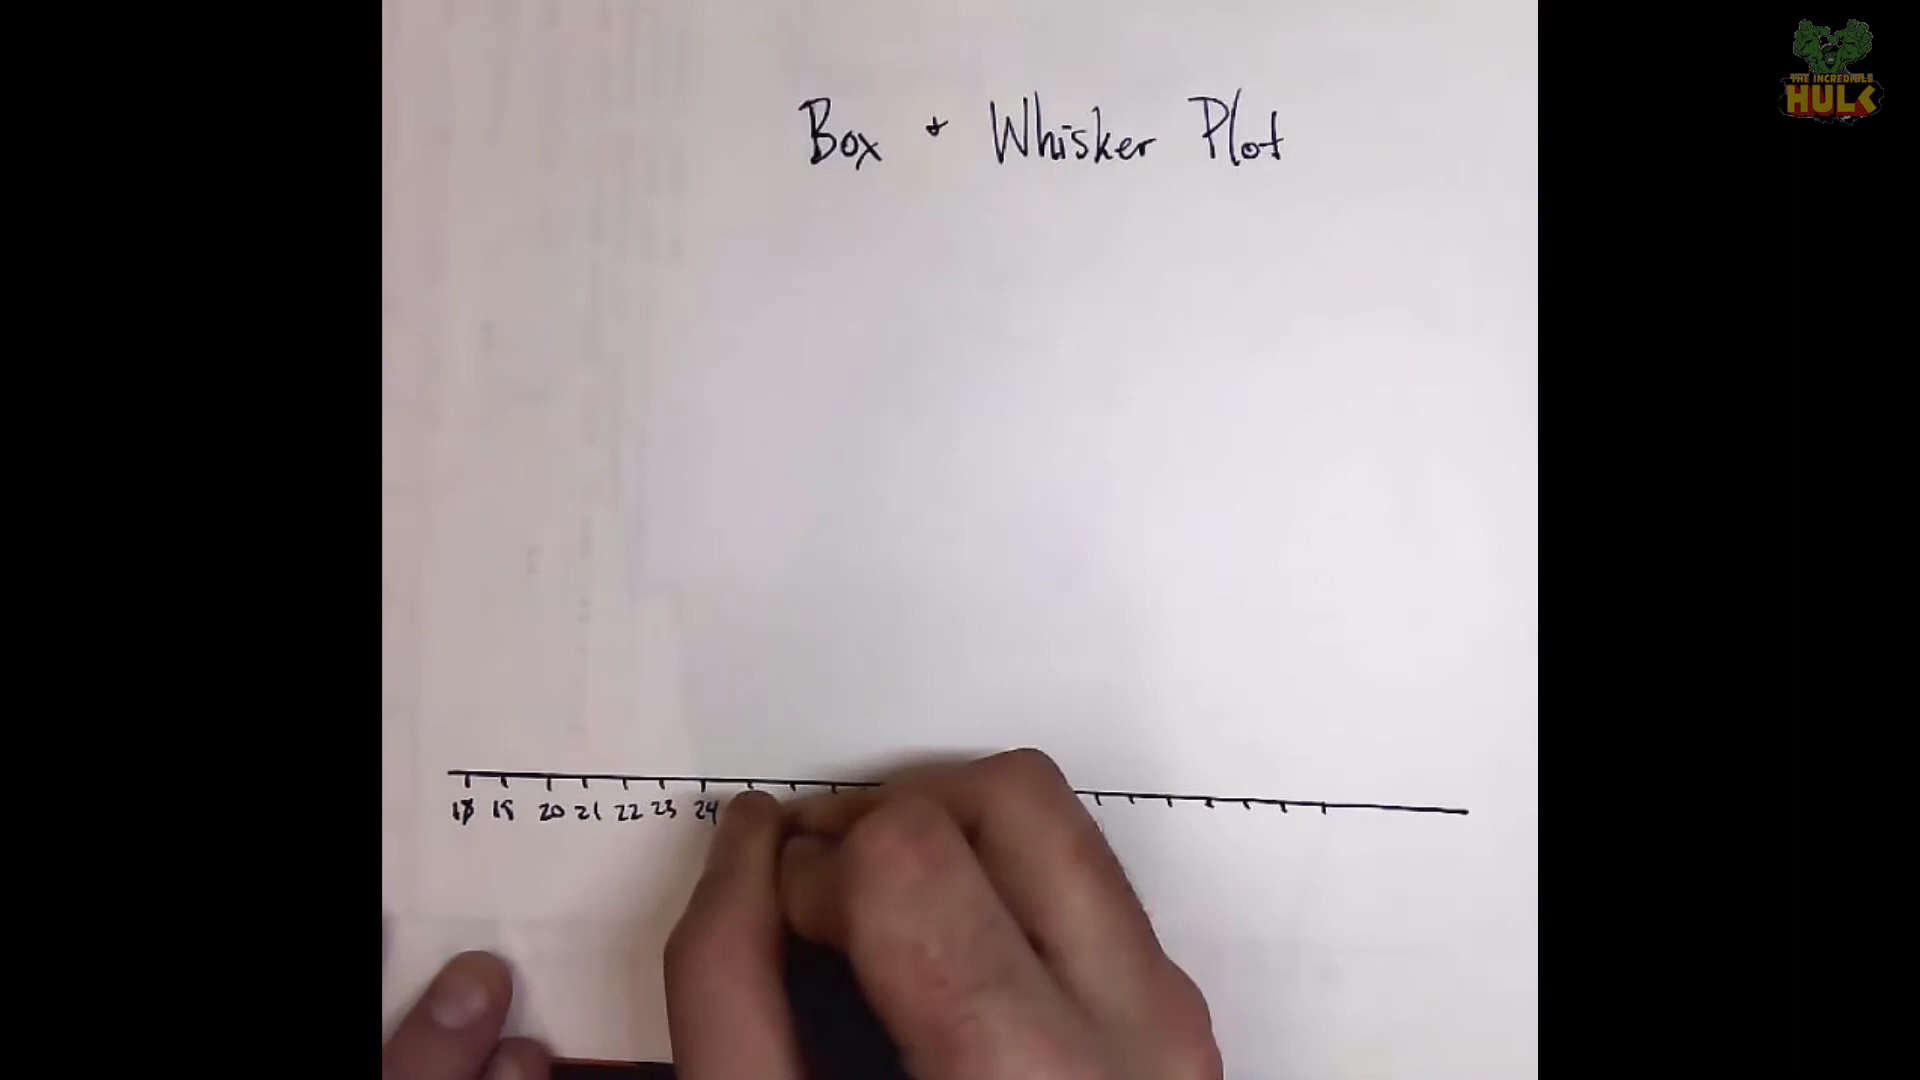 THE INCREDIBLE
HULK
Box + Whisker Plot
18 19 20 21 22 23 24